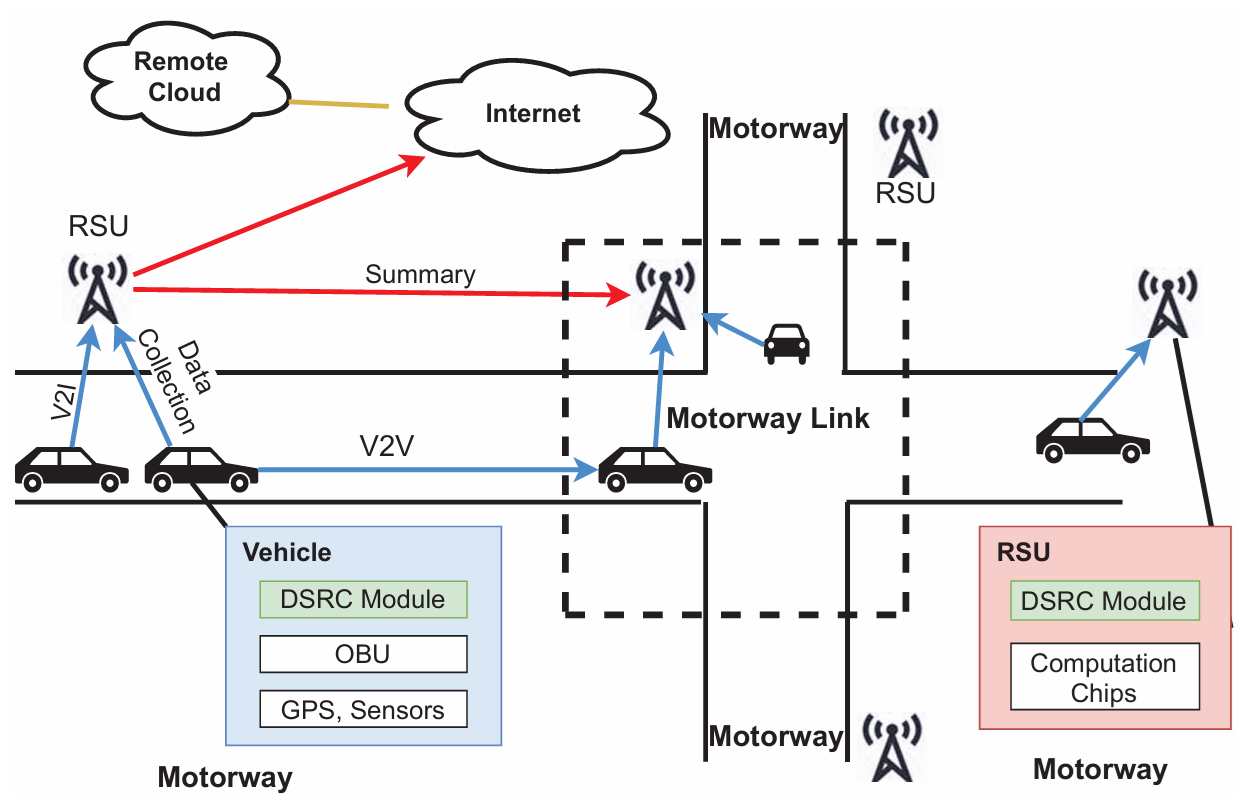 Remote
Cloud
Internet
Motorway
RSU
RSU
Summary
V2I
Data
Collection
Motorway Link
V2V
Vehicle
DSRC Module
OBU
GPS, Sensors
RSU
DSRC Module
Computation
Chips
Motorway
Motorway
Motorway